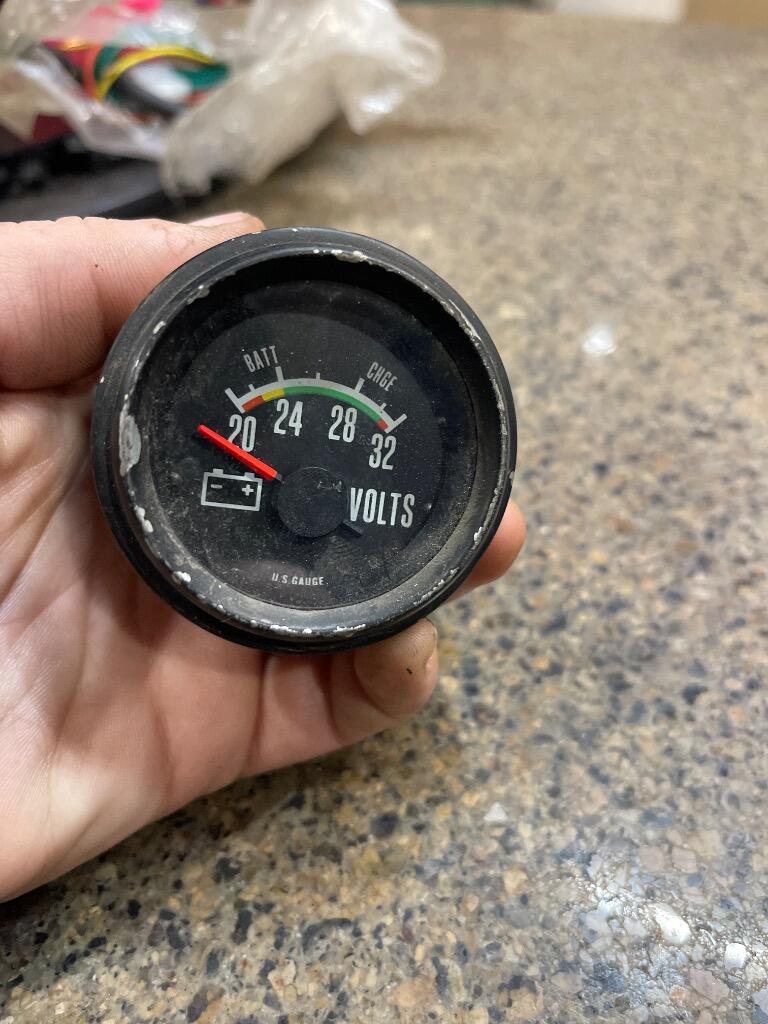 BATT
CHGE
20 24 28 32
- +
VOLTS
U.S.GAUGE.